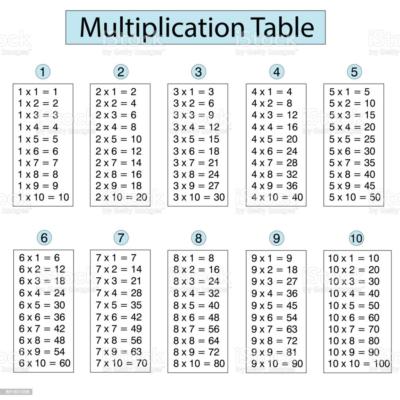 Multiplication Table
1
1 x 1 = 1
1 x 2 = 2
1 x 3 = 3
1 x 4 = 4
1 x 5 = 5
1 x 6 = 6
1 x 7 = 7
1 x 8 = 8
1 x 9 = 9
1 x 10 = 10
2
2 x 1 = 2
2 x 2 = 4
2 x 3 = 6
2 x 4 = 8
2 x 5 = 10
2 x 6 = 12
2 x 7 = 14
2 x 8 = 16
2 x 9 = 18
2 x 10 = 20
3
3 x 1 = 3
3 x 2 = 6
3 x 3 = 9
3 x 4 = 12
3 x 5 = 15
3 x 6 = 18
3 x 7 = 21
3 x 8 = 24
3 x 9 = 27
3 x 10 = 30
4
4 x 1 = 4
4 x 2 = 8
4 x 3 = 12
4 x 4 = 16
4 x 5 = 20
4 x 6 = 24
4 x 7 = 28
4 x 8 = 32
4 x 9 = 36
4 x 10 = 40
5
5 x 1 = 5
5 x 2 = 10
5 x 3 = 15
5 x 4 = 20
5 x 5 = 25
5 x 6 = 30
5 x 7 = 35
5 x 8 = 40
5 x 9 = 45
5 x 10 = 50
6
6 x 1 = 6
6 x 2 = 12
6 x 3 = 18
6 x 4 = 24
6 x 5 = 30
6 x 6 = 36
6 x 7 = 42
6 x 8 = 48
6 x 9 = 54
6 x 10 = 60
7
7 x 1 = 7
7 x 2 = 14
7 x 3 = 21
7 x 4 = 28
7 x 5 = 35
7 x 6 = 42
7 x 7 = 49
7 x 8 = 56
7 x 9 = 63
7 x 10 = 70
8
8 x 1 = 8
8 x 2 = 16
8 x 3 = 24
8 x 4 = 32
8 x 5 = 40
8 x 6 = 48
8 x 7 = 56
8 x 8 = 64
8 x 9 = 72
8 x 10 = 80
9
9 x 1 = 9
9 x 2 = 18
9 x 3 = 27
9 x 4 = 36
9 x 5 = 45
9 x 6 = 54
9 x 7 = 63
9 x 8 = 72
9 x 9 = 81
9 x 10 = 90
10
10 x 1 = 10
10 x 2 = 20
10 x 3 = 30
10 x 4 = 40
10 x 5 = 50
10 x 6 = 60
10 x 7 = 70
10 x 8 = 80
10 x 9 = 90
10 x 10 = 100
iStock
by Getty Images